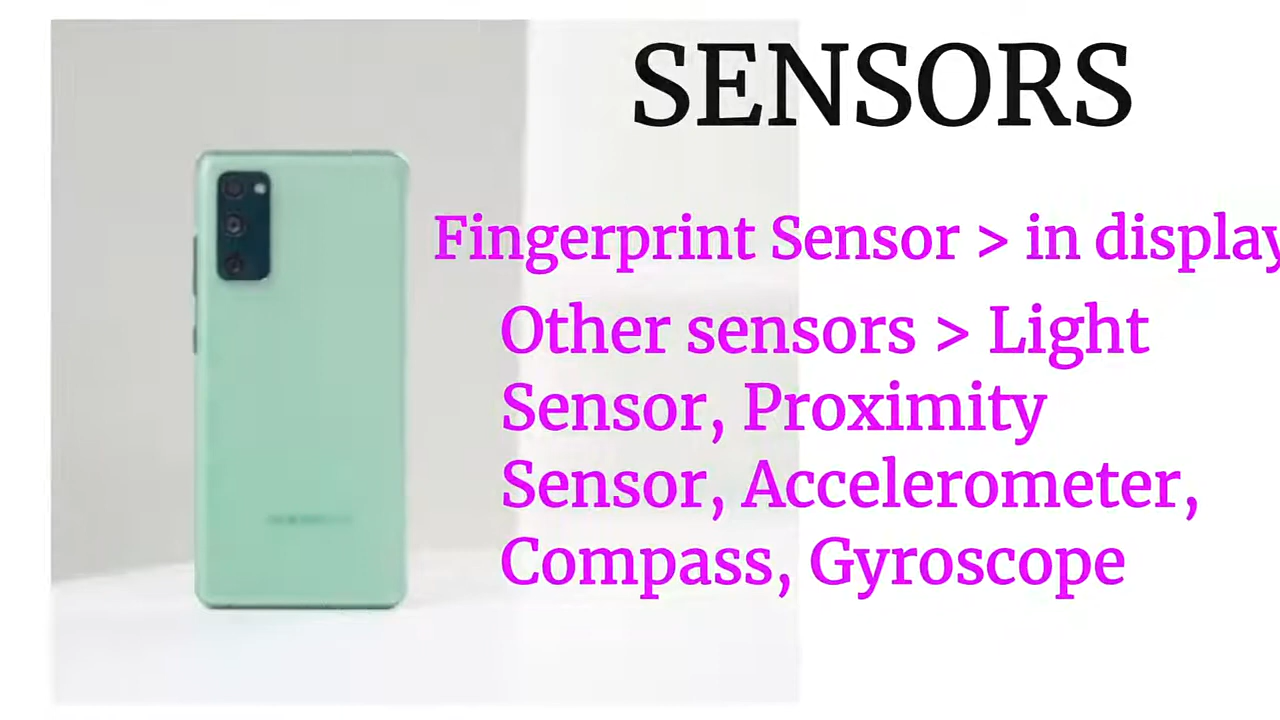 SENSORS
Fingerprint Sensor > in display
Other sensors > Light
Sensor, Proximity
Sensor, Accelerometer,
Compass, Gyroscope